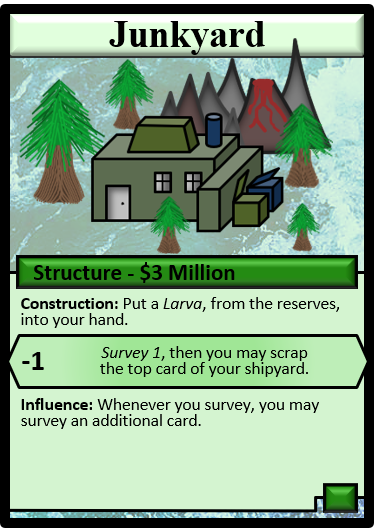 Junkyard
Structure - $3 Million
Construction: Put a Larva, from the reserves,
into your hand.
-1
Survey 1, then you may scrap
the top card of your shipyard.
Influence: Whenever you survey, you may
survey an additional card.